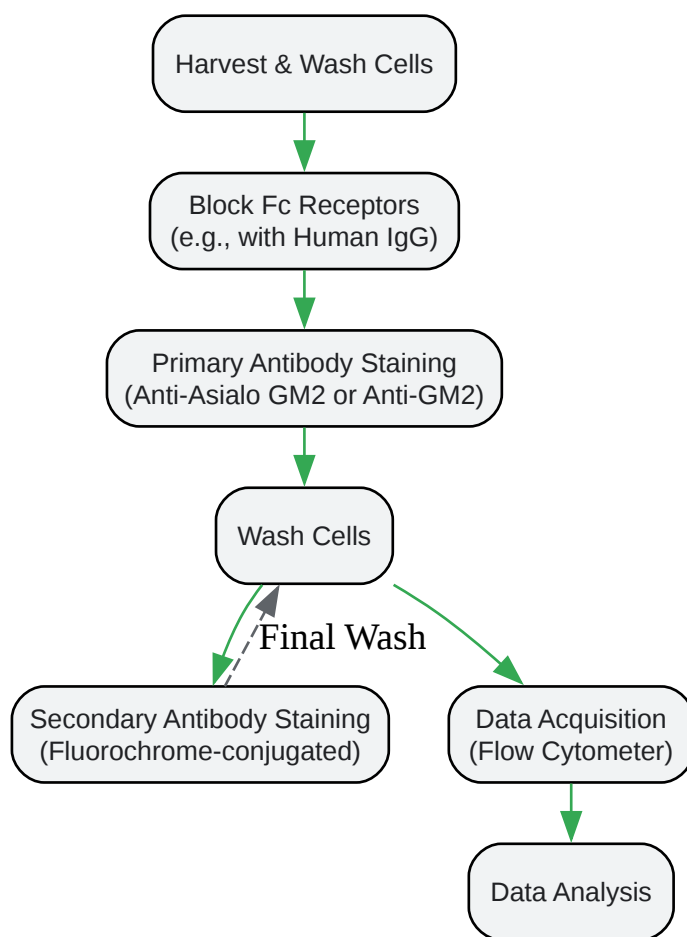 Harvest & Wash Cells
Block Fc Receptors
(e.g., with Human IgG)
Primary Antibody Staining
(Anti-Asialo GM2 or Anti-GM2)
Wash Cells
Final Wash
Secondary Antibody Staining
(Fluorochrome-conjugated)
Data Acquisition
(Flow Cytometer)
Data Analysis